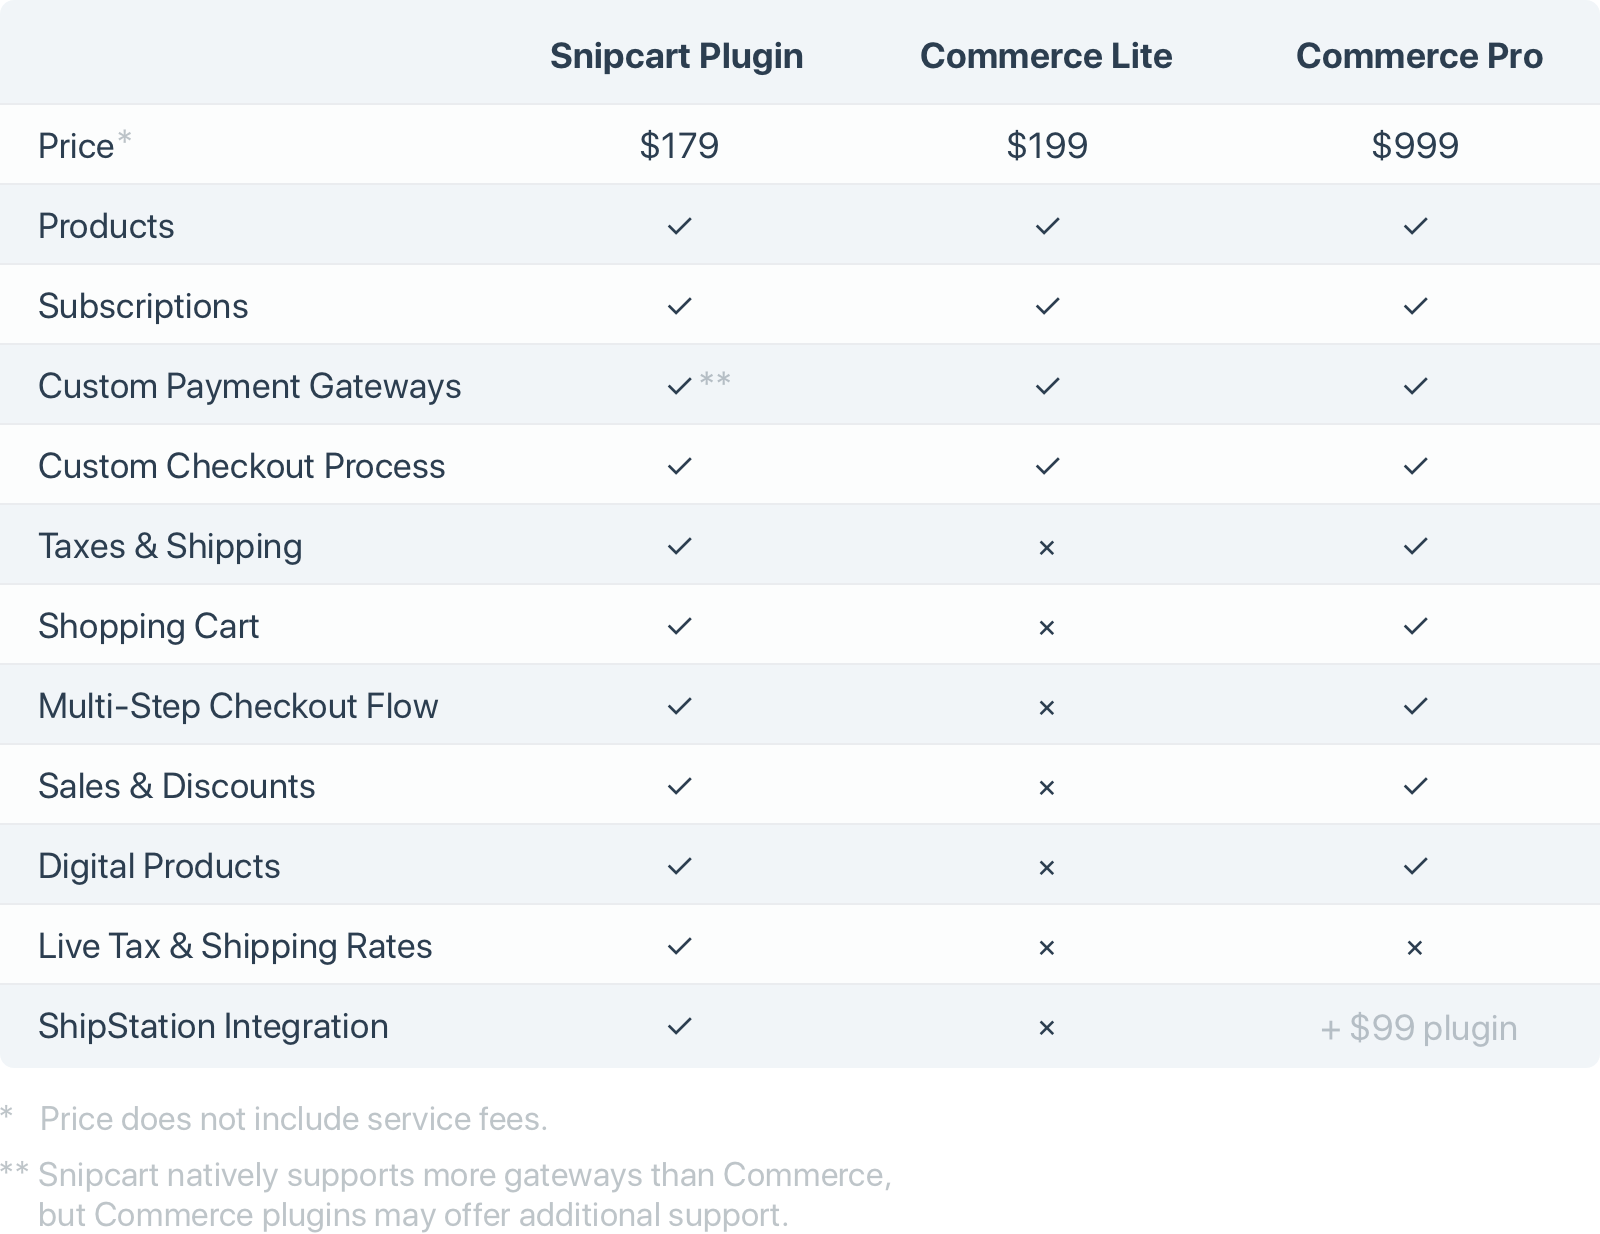 Snipcart Plugin Commerce Lite Commerce Pro
Price* $179 $199 $999
Products ✓ ✓ ✓
Subscriptions ✓ ✓ ✓
Custom Payment Gateways ✓** ✓ ✓
Custom Checkout Process ✓ ✓ ✓
Taxes & Shipping ✓ × ✓
Shopping Cart ✓ × ✓
Multi-Step Checkout Flow ✓ × ✓
Sales & Discounts ✓ × ✓
Digital Products ✓ × ✓
Live Tax & Shipping Rates ✓ × ×
ShipStation Integration ✓ × + $99 plugin
* Price does not include service fees.
** Snipcart natively supports more gateways than Commerce,
but Commerce plugins may offer additional support.